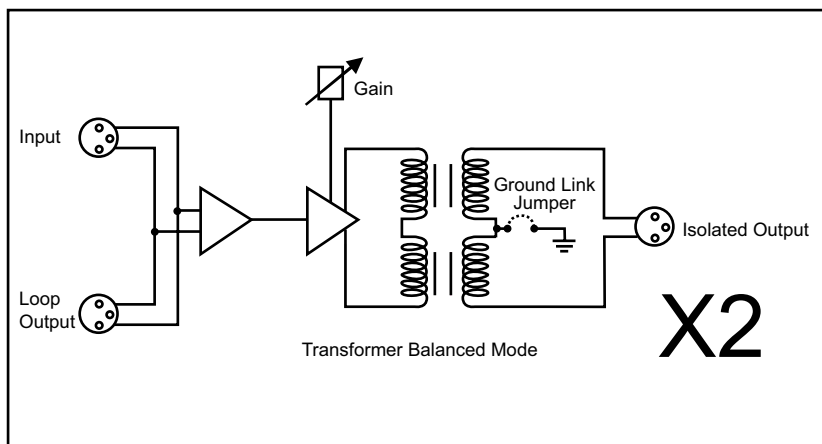 Gain
Input
Ground Link
Jumper
Isolated Output
Loop
Output
X2
Transformer Balanced Mode